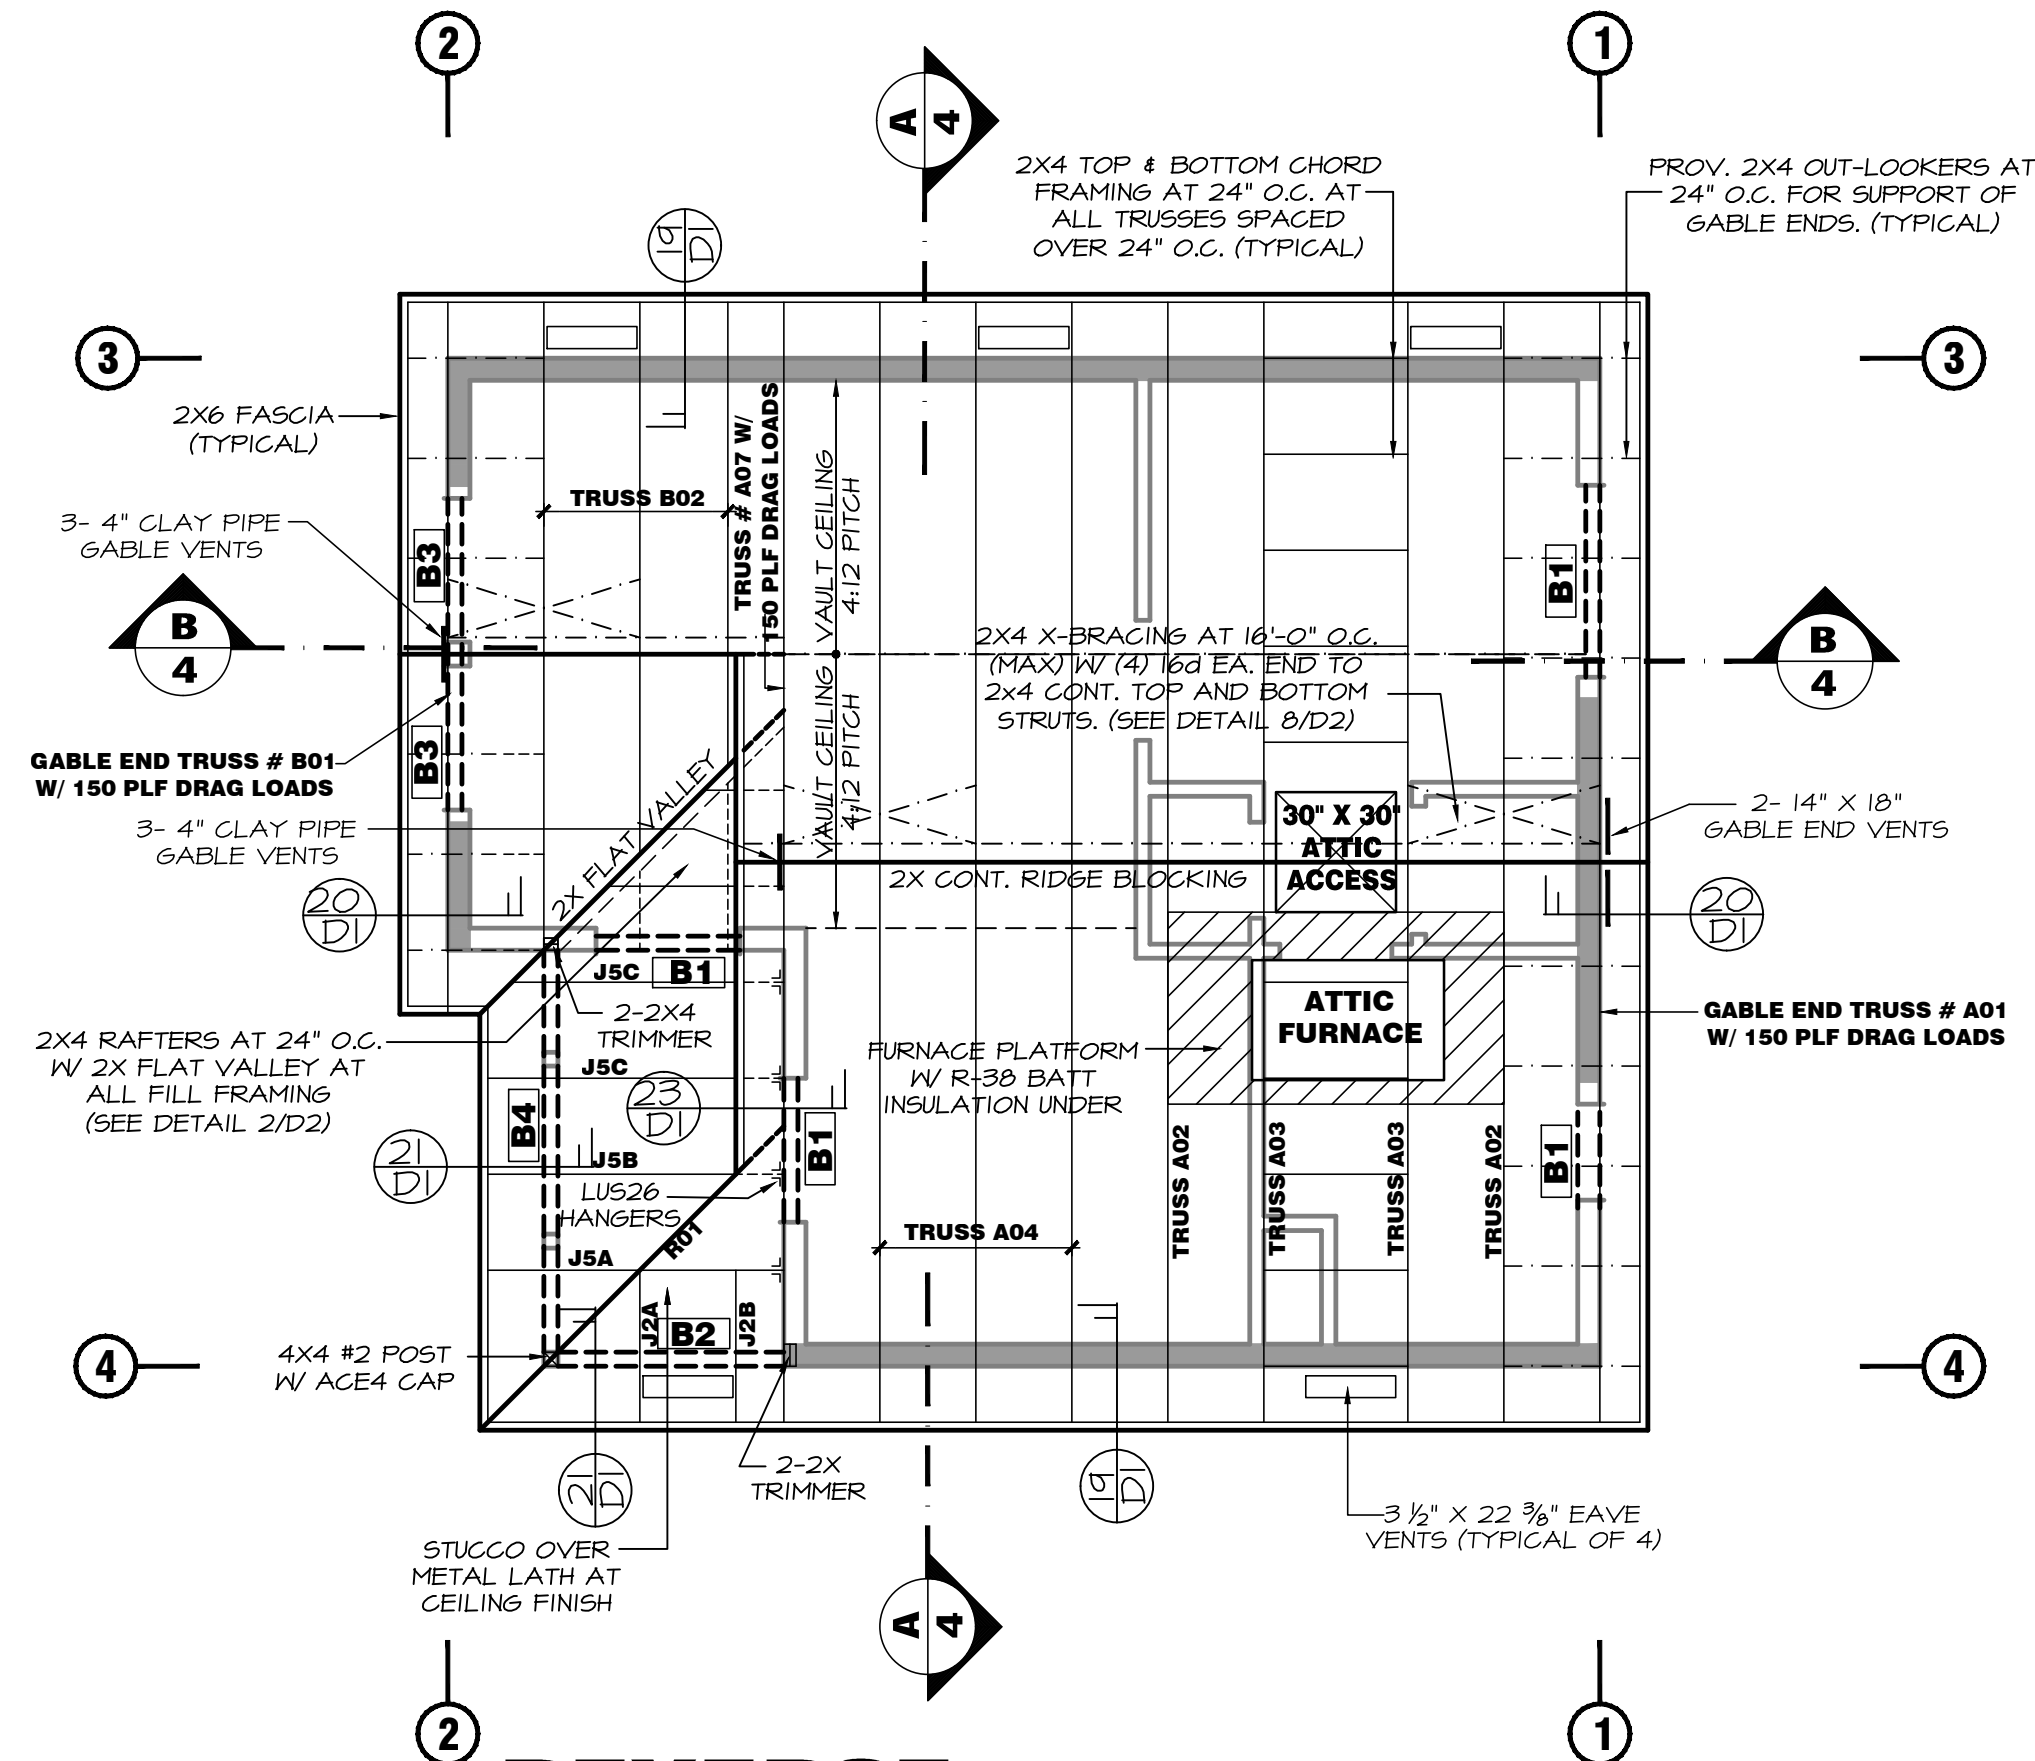 2
1
A
4
2X4 TOP & BOTTOM CHORD
FRAMING AT 24" O.C. AT
ALL TRUSSES SPACED
OVER 24" O.C. (TYPICAL)
PROV. 2X4 OUT-LOOKERS AT
24" O.C. FOR SUPPORT OF
GABLE ENDS. (TYPICAL)
19
D1
3
3
2X6 FASCIA
(TYPICAL)
TRUSS B02
TRUSS # A07 W/
150 PLF DRAG LOADS
VAULT CEILING
4:12 PITCH
3- 4" CLAY PIPE
GABLE VENTS
B3
B1
B
4
B
4
2X4 X-BRACING AT 16'-0" O.C.
(MAX) W/ (4) 16d EA. END TO
2x4 CONT. TOP AND BOTTOM
STRUTS. (SEE DETAIL 8/D2)
VAULT CEILING
4:12 PITCH
GABLE END TRUSS # B01
W/ 150 PLF DRAG LOADS
B3
2X FLAT VALLEY
3- 4" CLAY PIPE
GABLE VENTS
30" X 30"
ATTIC
ACCESS
2- 14" X 18"
GABLE END VENTS
2X CONT. RIDGE BLOCKING
20
D1
20
D1
J5C
B1
2-2X4
TRIMMER
ATTIC
FURNACE
GABLE END TRUSS # A01
W/ 150 PLF DRAG LOADS
2X4 RAFTERS AT 24" O.C.
W/ 2X FLAT VALLEY AT
ALL FILL FRAMING
(SEE DETAIL 2/D2)
FURNACE PLATFORM
W/ R-38 BATT
INSULATION UNDER
J5C
23
D1
B4
B1
21
D1
J5B
LUS26
HANGERS
R01
TRUSS A02
TRUSS A03
TRUSS A03
TRUSS A02
B1
TRUSS A04
J5A
J2A
B2
J2B
4
4X4 #2 POST
W/ ACE4 CAP
4
2-2X
TRIMMER
21
D1
19
D1
3 ½" X 22 ⅜" EAVE
VENTS (TYPICAL OF 4)
STUCCO OVER
METAL LATH AT
CEILING FINISH
A
4
2
1